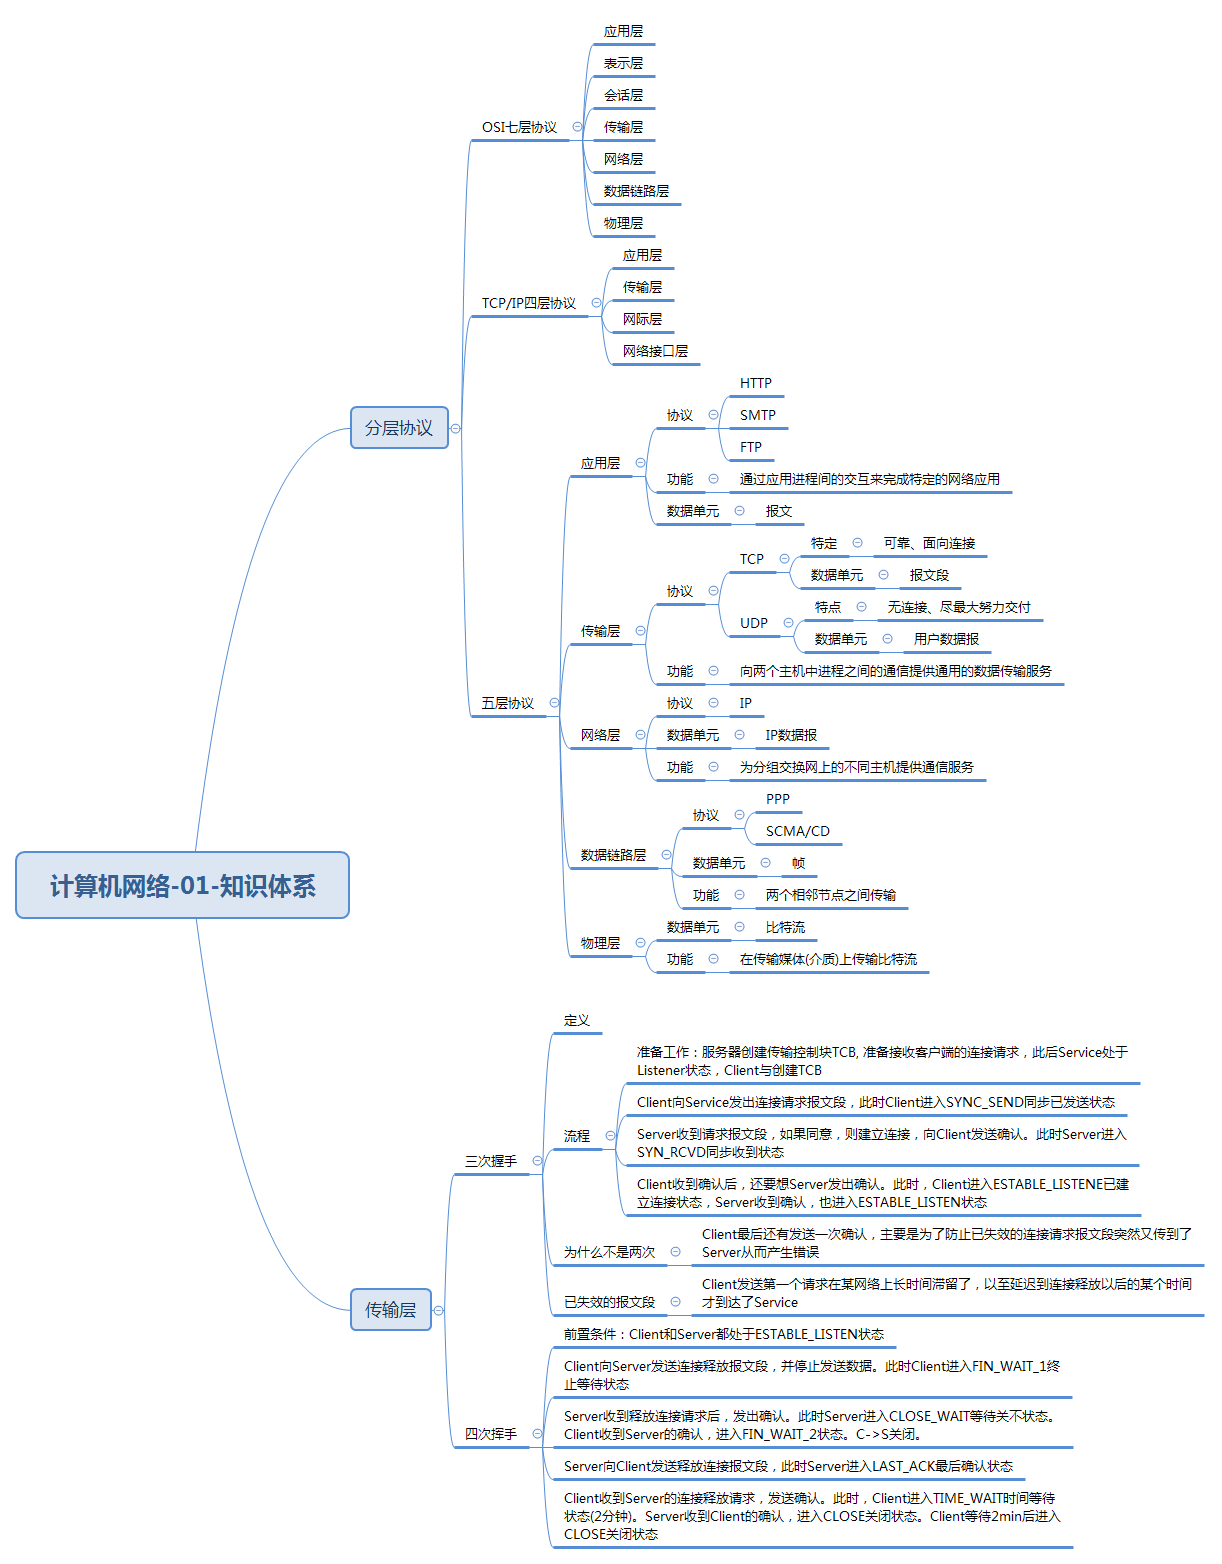 计算机网络-01-知识体系
分层协议
OSI七层协议
应用层
表示层
会话层
传输层
网络层
数据链路层
物理层
TCP/IP四层协议
应用层
传输层
网际层
网络接口层
五层协议
应用层
协议
HTTP
SMTP
FTP
功能
通过应用进程间的交互来完成特定的网络应用
数据单元
报文
传输层
协议
TCP
特定
可靠、面向连接
数据单元
报文段
UDP
特点
无连接、尽最大努力交付
数据单元
用户数据报
功能
向两个主机中进程之间的通信提供通用的数据传输服务
网络层
协议
IP
数据单元
IP数据报
功能
为分组交换网上的不同主机提供通信服务
数据链路层
协议
PPP
SCMA/CD
数据单元
帧
功能
两个相邻节点之间传输
物理层
数据单元
比特流
功能
在传输媒体(介质)上传输比特流
传输层
三次握手
定义
流程
准备工作：服务器创建传输控制块TCB, 准备接收客户端的连接请求，此后Service处于
Listener状态，Client与创建TCB
Client向Service发出连接请求报文段，此时Client进入SYNC_SEND同步已发送状态
Server收到请求报文段，如果同意，则建立连接，向Client发送确认。此时Server进入
SYN_RCVD同步收到状态
Client收到确认后，还要想Server发出确认。此时，Client进入ESTABLE_LISTENE已建
立连接状态，Server收到确认，也进入ESTABLE_LISTEN状态
为什么不是两次
Client最后还有发送一次确认，主要是为了防止已失效的连接请求报文段突然又传到了
Server从而产生错误
已失效的报文段
Client发送第一个请求在某网络上长时间滞留了，以至延迟到连接释放以后的某个时间
才到达了Service
四次挥手
前置条件：Client和Server都处于ESTABLE_LISTEN状态
Client向Server发送连接释放报文段，并停止发送数据。此时Client进入FIN_WAIT_1终
止等待状态
Server收到释放连接请求后，发出确认。此时Server进入CLOSE_WAIT等待关不状态。
Client收到Server的确认，进入FIN_WAIT_2状态。C->S关闭。
Server向Client发送释放连接报文段，此时Server进入LAST_ACK最后确认状态
Client收到Server的连接释放请求，发送确认。此时，Client进入TIME_WAIT时间等待
状态(2分钟)。Server收到Client的确认，进入CLOSE关闭状态。Client等待2min后进入
CLOSE关闭状态